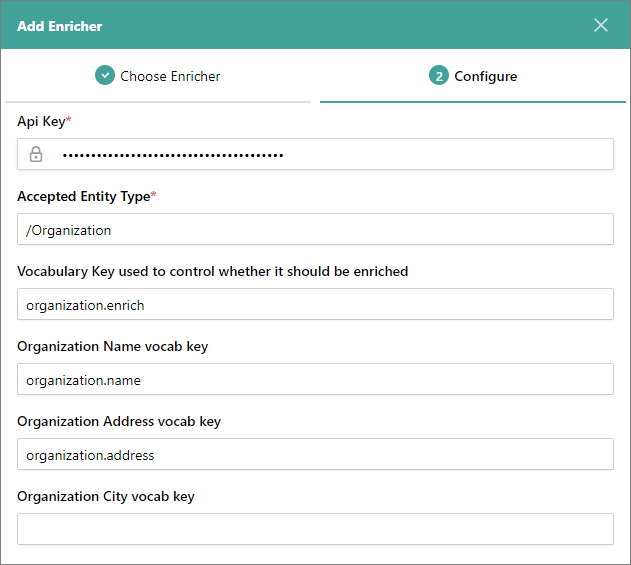 Add Enricher
Choose Enricher
2 Configure
Api Key*
•••••••••••••••••••••••••••••••••••••••
Accepted Entity Type*
/Organization
Vocabulary Key used to control whether it should be enriched
organization.enrich
Organization Name vocab key
organization.name
Organization Address vocab key
organization.address
Organization City vocab key